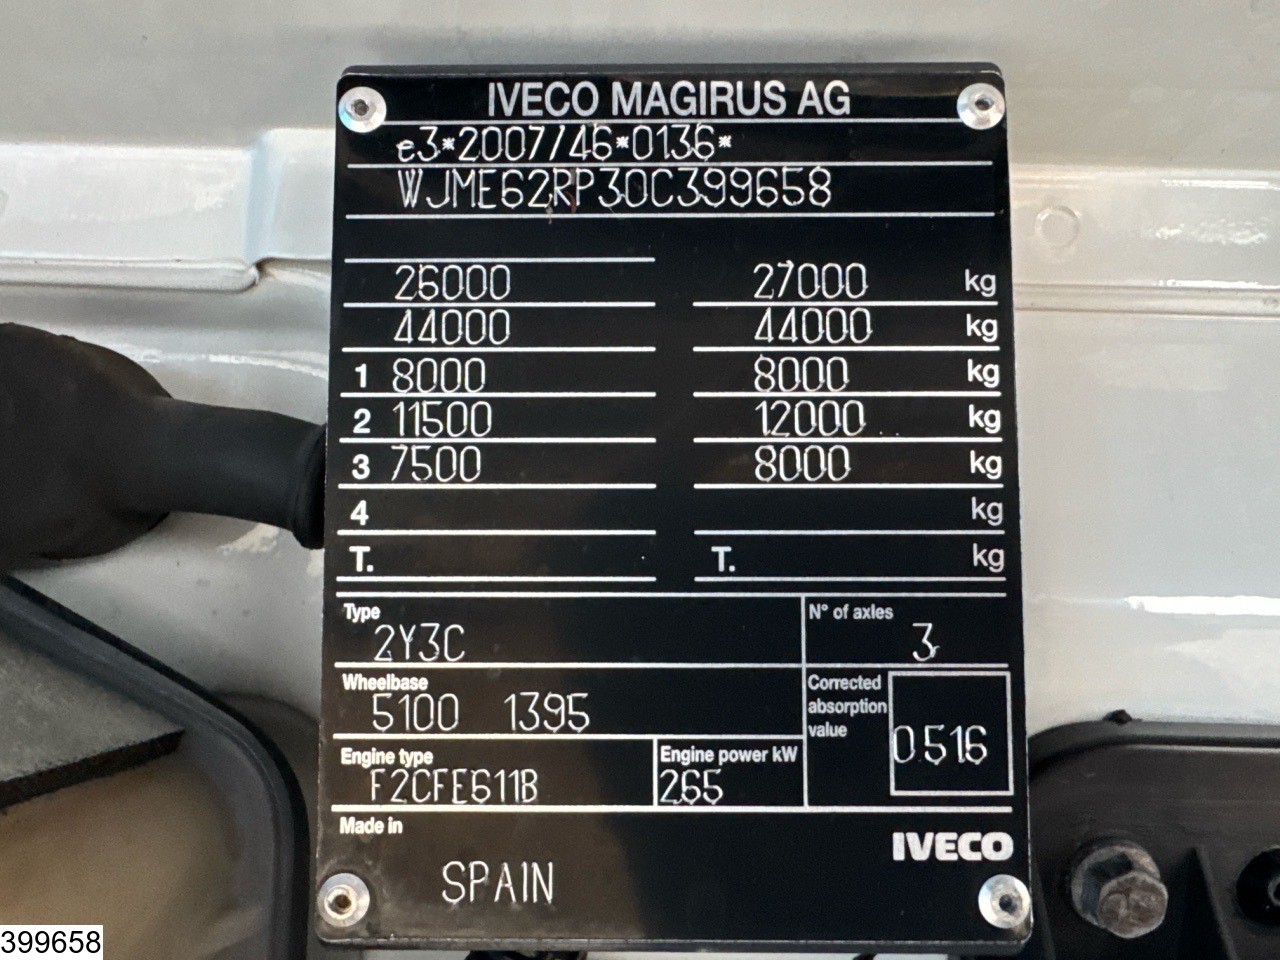 IVECO MAGIRUS AG
e3*2007/46*0136*
WJME62RP30C399658
26000 27000 kg
44000 44000 kg
1 8000 8000 kg
2 11500 12000 kg
3 7500 8000 kg
4 kg
T. T. kg
Type N° of axles
2Y3C 3
Wheelbase Corrected absorption value
5100 1395 0.516
Engine type Engine power kW
F2CFE611B 265
Made in
IVECO
SPAIN
399658